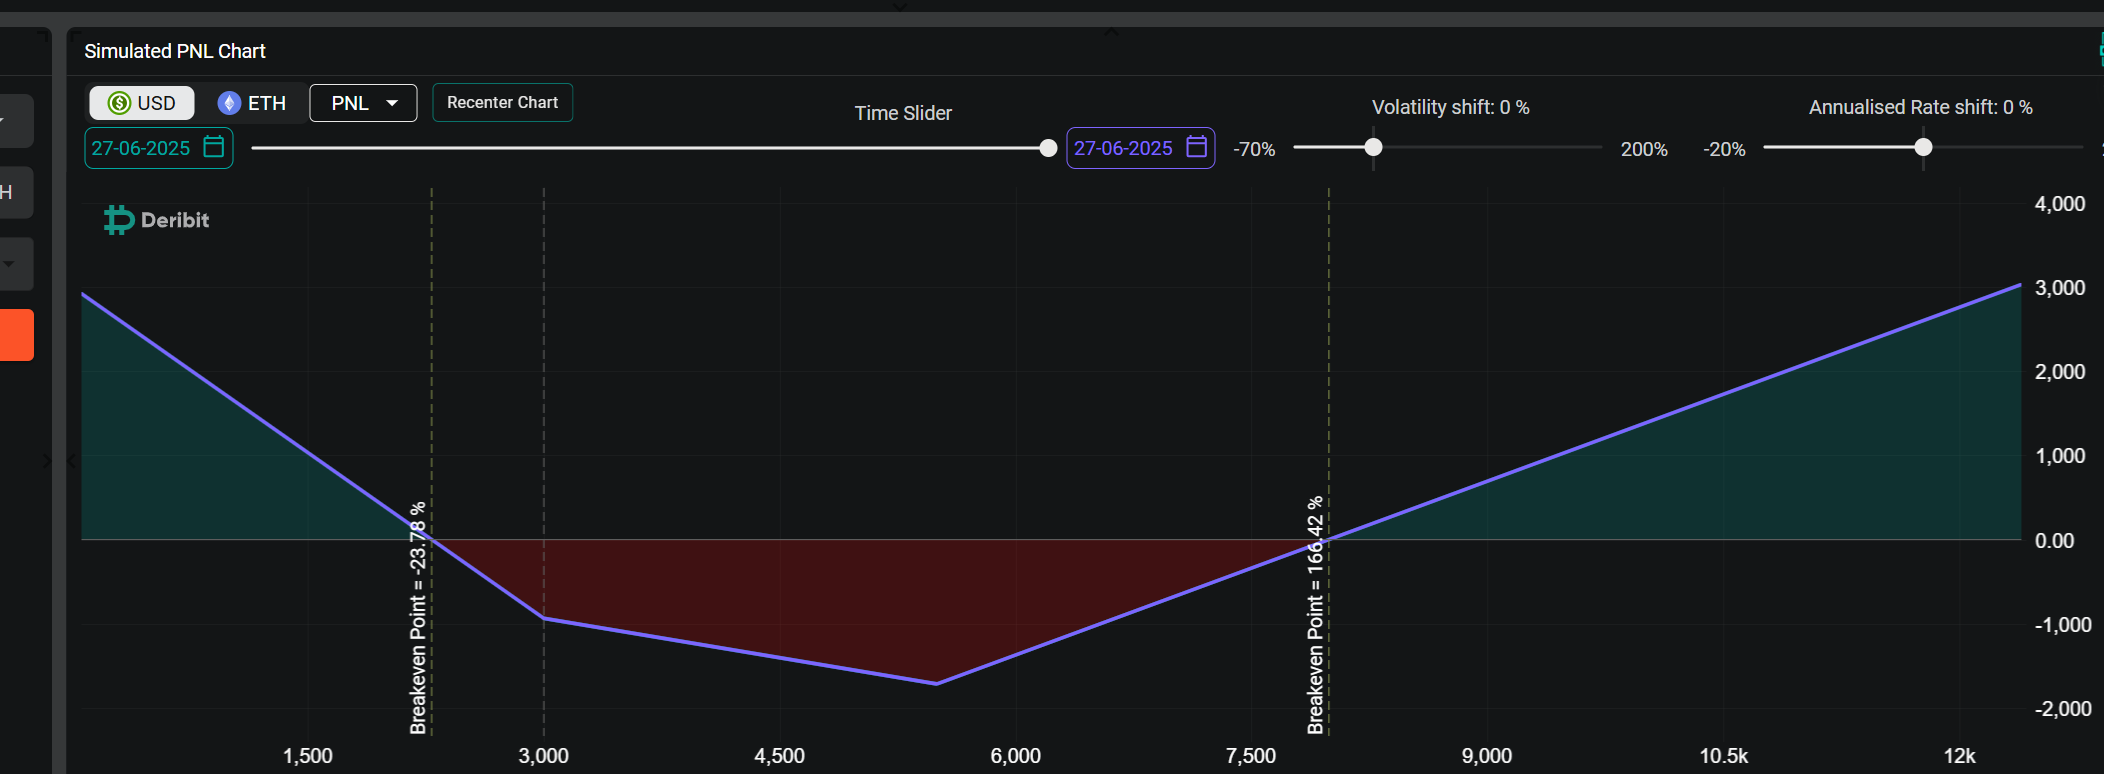 Simulated PNL Chart
USD
ETH
PNL
Recenter Chart
Time Slider
Volatility shift: 0 %
Annualised Rate shift: 0 %
27-06-2025
27-06-2025
-70%
200%
-20%
H
Deribit
4,000
3,000
2,000
1,000
0.00
-1,000
-2,000
Breakeven Point = -23.78 %
Breakeven Point = 166.42 %
1,500
3,000
4,500
6,000
7,500
9,000
10.5k
12k